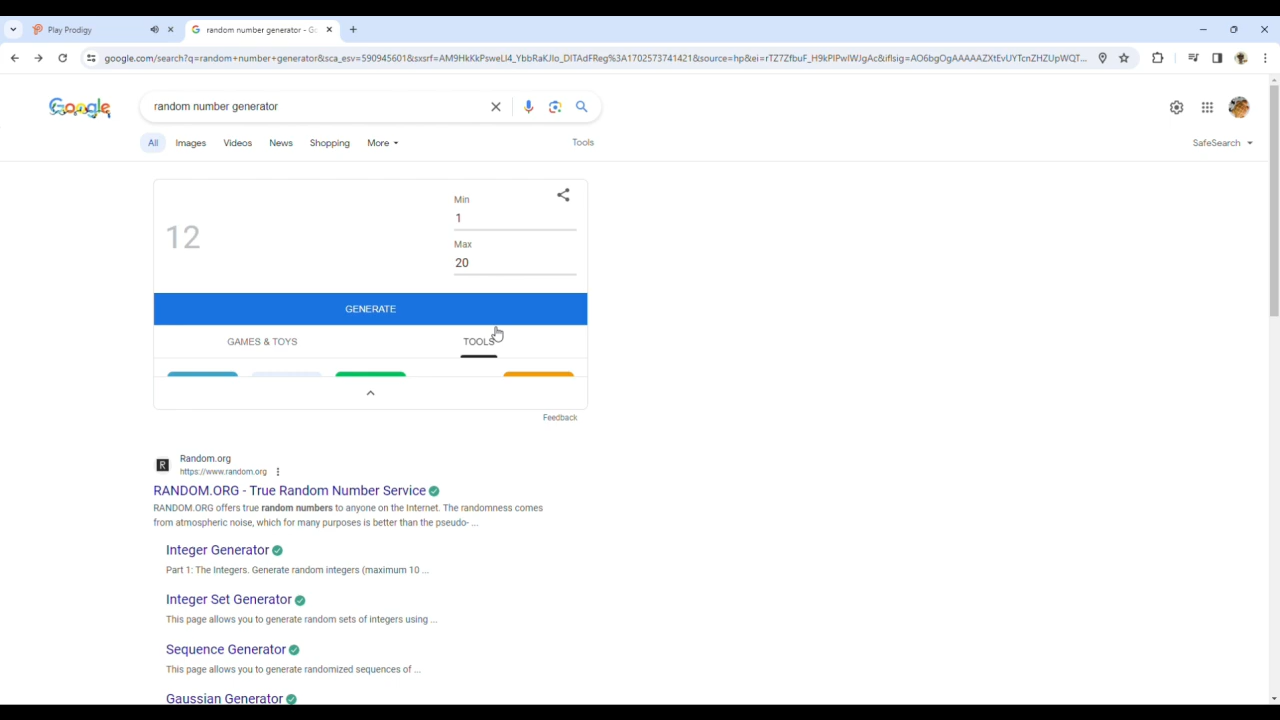 Play Prodigy
random number generator - Go
google.com/search?q=random+number+generator&sca_esv=590945601&sxsrf=AM9HkKkPsweLl4_YbbRaKJlo_DITAdFReg%3A1702573741421&source=hp&ei=rTZ7ZfbuF_H9kPIPwIWJgAc&iflsig=AO6bgOgAAAAAZXtEvUYTcnZHZUpWQT...
Google
random number generator
All Images Videos News Shopping More Tools SafeSearch
Min
1
12
Max
20
GENERATE
GAMES & TOYS TOOLS
Feedback
R Random.org
https://www.random.org
RANDOM.ORG - True Random Number Service
RANDOM.ORG offers true random numbers to anyone on the Internet. The randomness comes
from atmospheric noise, which for many purposes is better than the pseudo- ...
Integer Generator
Part 1: The Integers. Generate random integers (maximum 10 ...
Integer Set Generator
This page allows you to generate random sets of integers using ...
Sequence Generator
This page allows you to generate randomized sequences of ...
Gaussian Generator